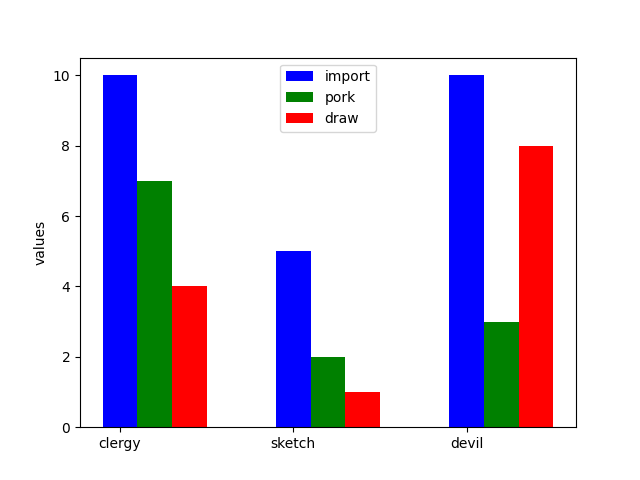 import
pork
draw
values
10
8
6
4
2
0
clergy
sketch
devil